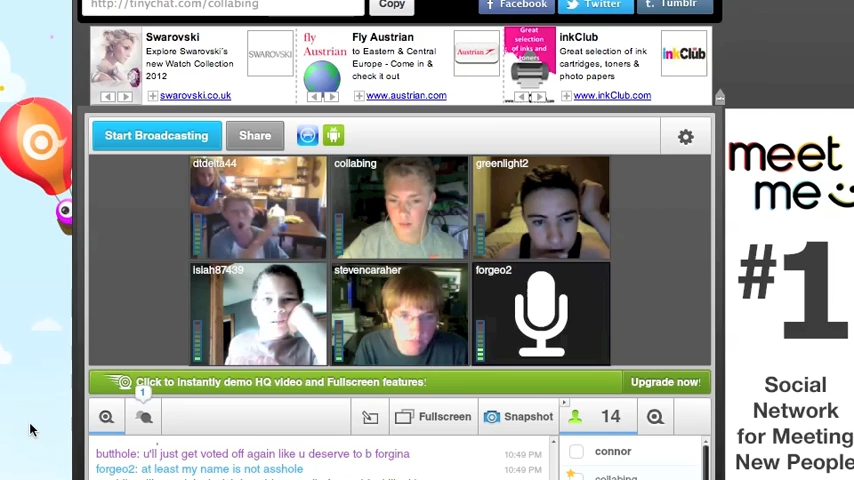 http://tinychat.com/collabing
Copy
Facebook
Twitter
Tumblr
Swarovski
Explore Swarovski's
new Watch Collection
2012
swarovski.co.uk
SWAROVSKI
fly
Austrian
Fly Austrian
to Eastern & Central
Europe - Come in &
check it out
www.austrian.com
Austrian
Great
selection
of inks and
toners
inkClub
Great selection of ink
cartridges, toners &
photo papers
www.inkClub.com
inkClub
Start Broadcasting
Share
dtdelta44
collabing
greenlight2
isiah87439
stevencaraher
forgeo2
Click to instantly demo HQ video and Fullscreen features!
Upgrade now!
1
Fullscreen
Snapshot
14
butthole: u'll just get voted off again like u deserve to b forgina
10:49 PM
forgeo2: at least my name is not asshole
10:49 PM
connor
collabing
meet
me
#1
Social
Network
for Meeting
New People